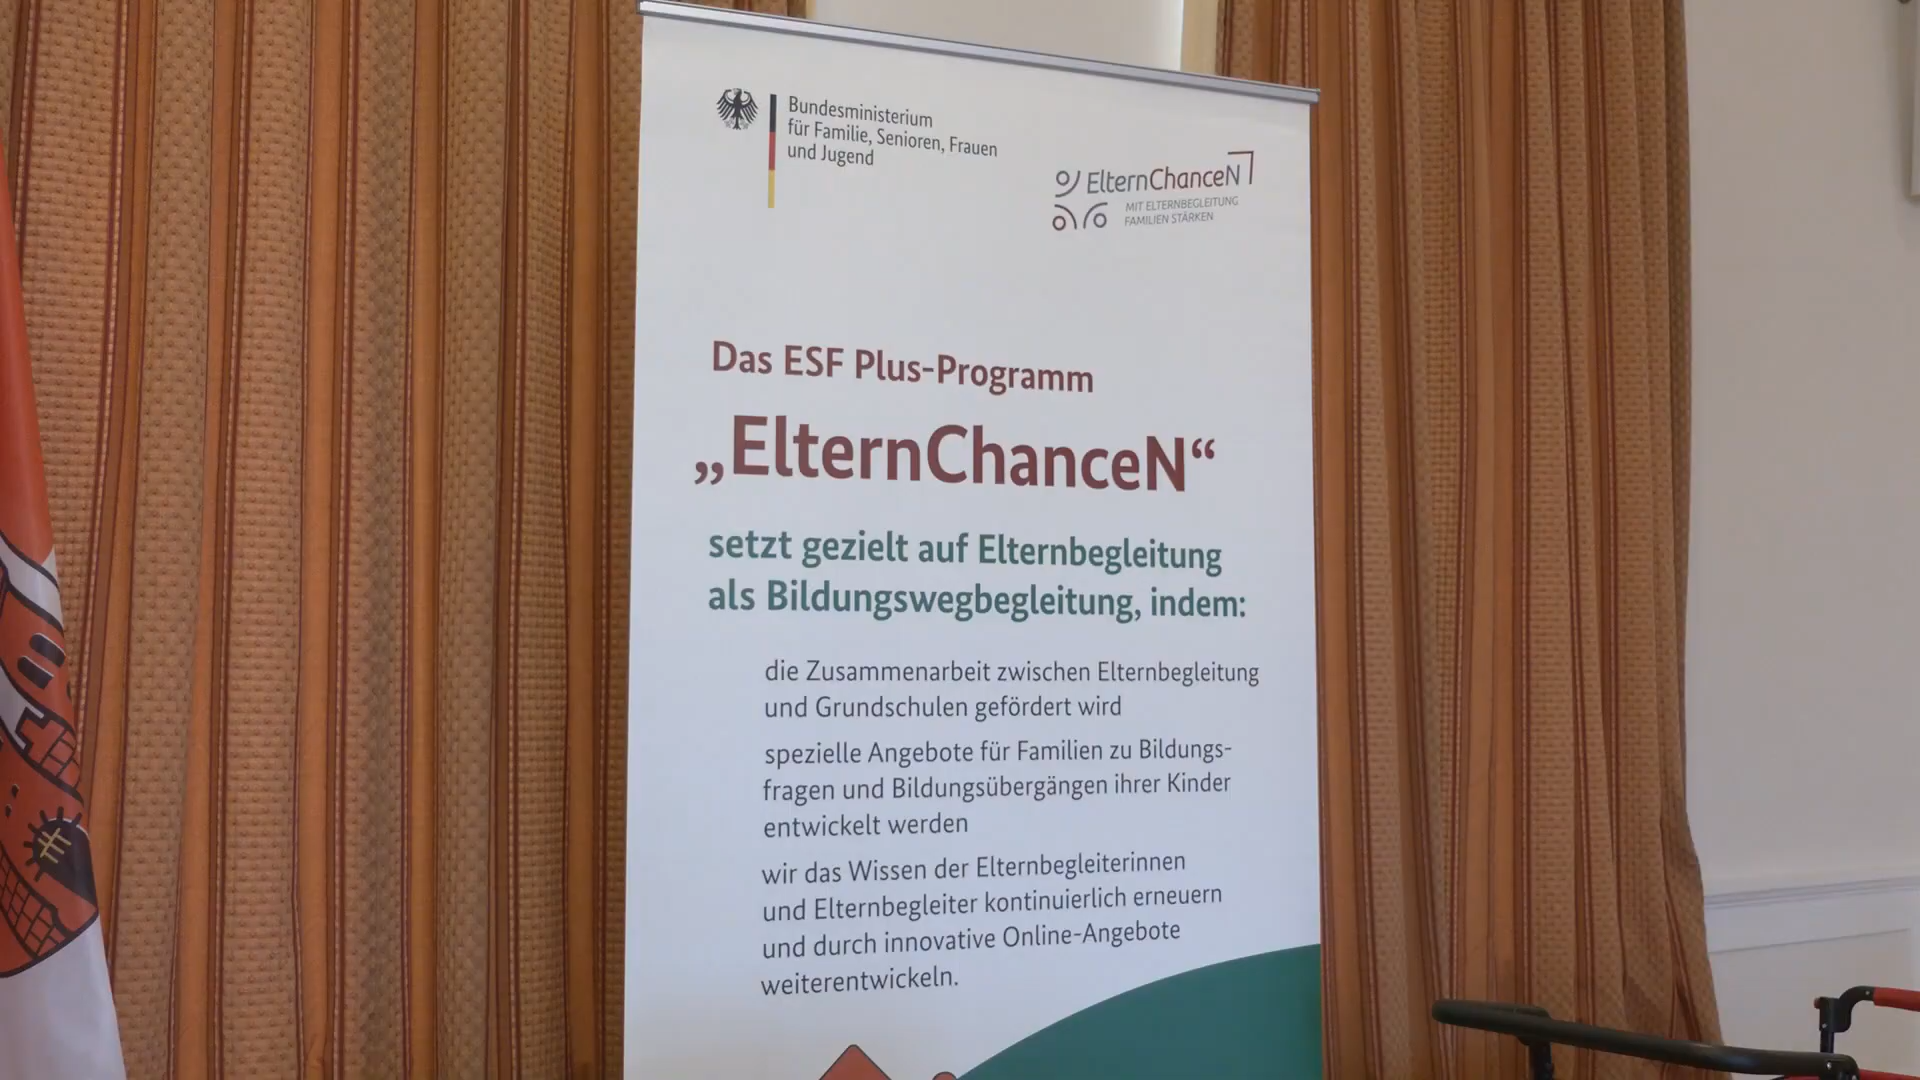 Bundesministerium
für Familie, Senioren, Frauen
und Jugend
ElternChanceN
MIT ELTERNBEGLEITUNG
FAMILIEN STÄRKEN
Das ESF Plus-Programm
„ElternChanceN“
setzt gezielt auf Elternbegleitung
als Bildungswegbegleitung, indem:
die Zusammenarbeit zwischen Elternbegleitung
und Grundschulen gefördert wird
spezielle Angebote für Familien zu Bildungs-
fragen und Bildungsübergängen ihrer Kinder
entwickelt werden
wir das Wissen der Elternbegleiterinnen
und Elternbegleiter kontinuierlich erneuern
und durch innovative Online-Angebote
weiterentwickeln.